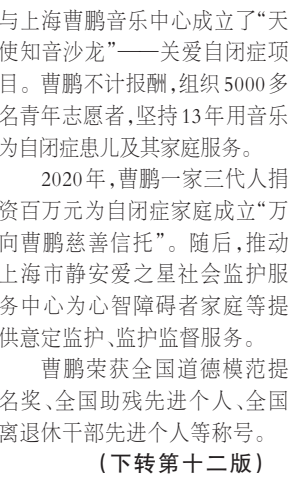 与上海曹鹏音乐中心成立了“天
使知音沙龙”——关爱自闭症项
目。曹鹏不计报酬,组织5000多
名青年志愿者,坚持13年用音乐
为自闭症患儿及其家庭服务。
2020年,曹鹏一家三代人捐
资百万元为自闭症家庭成立“万
向曹鹏慈善信托”。随后,推动
上海市静安爱之星社会监护服
务中心为心智障碍者家庭等提
供意定监护、监护监督服务。
曹鹏荣获全国道德模范提
名奖、全国助残先进个人、全国
离退休干部先进个人等称号。
(下转第十二版)